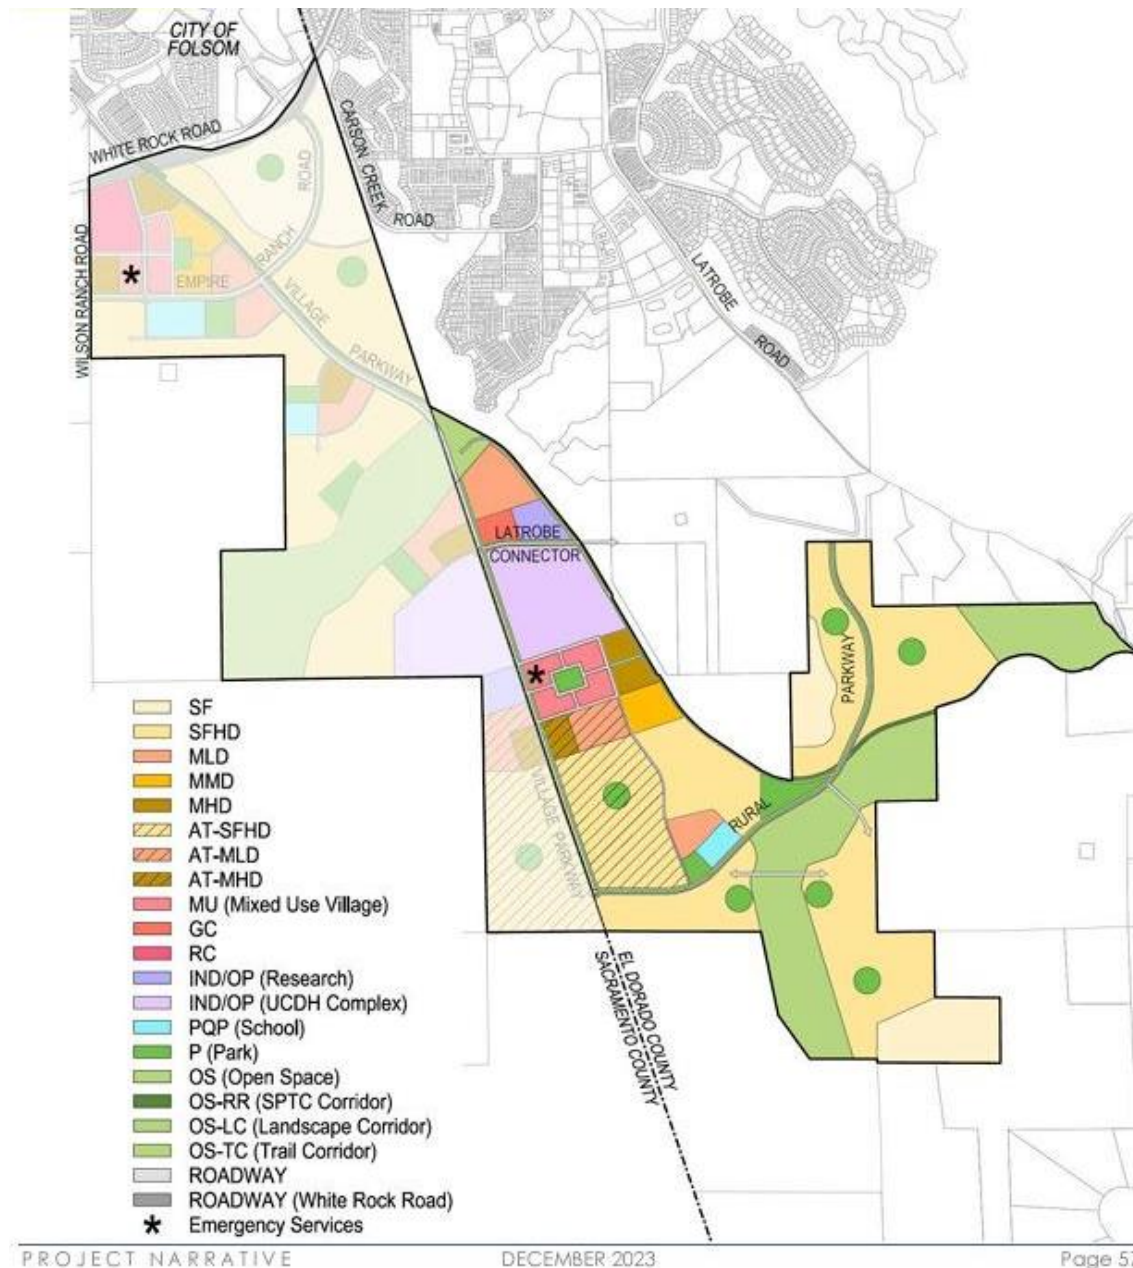 CITY OF
FOLSOM
WHITE ROCK ROAD
CARSON CREEK
ROAD
ROAD
LATROBE
ROAD
WILSON RANCH ROAD
EMPIRE
RANCH
VILLAGE
PARKWAY
LATROBE
CONNECTOR
PARKWAY
RURAL
VILLAGE PARKWAY
EL DORADO COUNTY
SACRAMENTO COUNTY
SF
SFHD
MLD
MMD
MHD
AT-SFHD
AT-MLD
AT-MHD
MU (Mixed Use Village)
GC
RC
IND/OP (Research)
IND/OP (UCDH Complex)
PQP (School)
P (Park)
OS (Open Space)
OS-RR (SPTC Corridor)
OS-LC (Landscape Corridor)
OS-TC (Trail Corridor)
ROADWAY
ROADWAY (White Rock Road)
* Emergency Services
PROJECT NARRATIVE DECEMBER 2023 Page 57